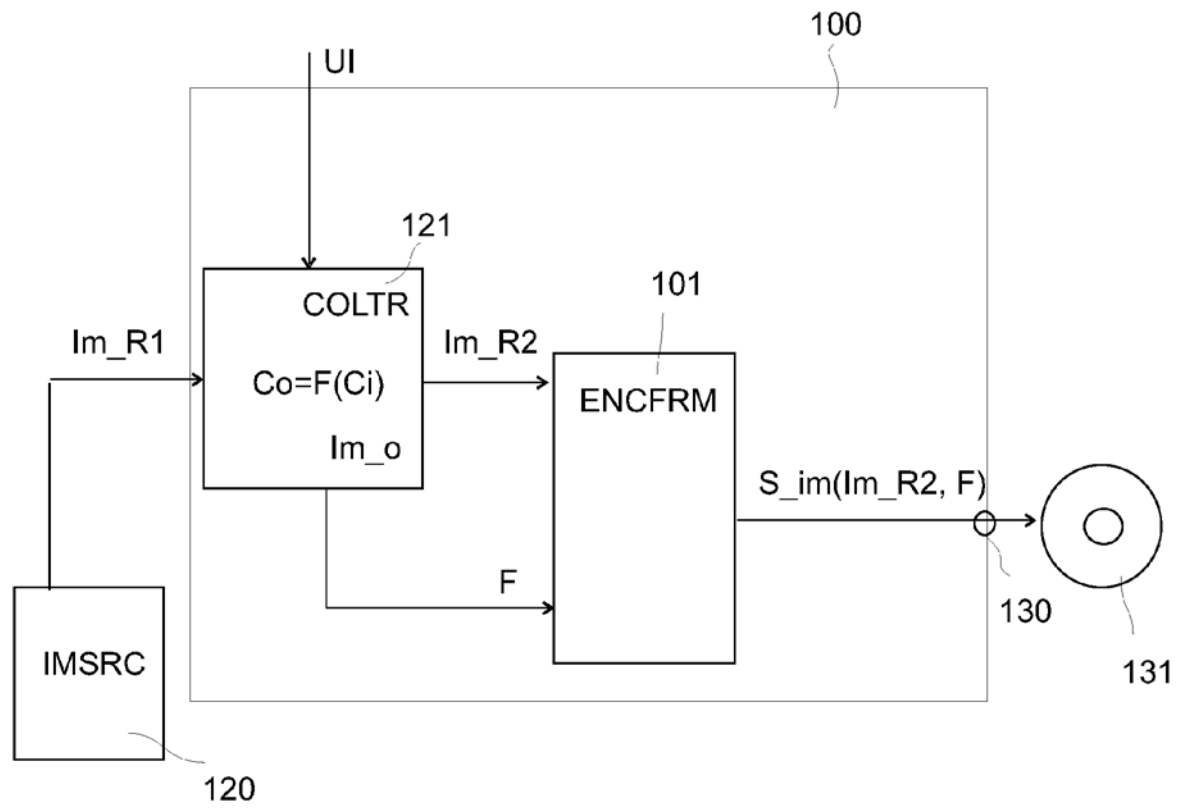 100
UI
121
COLTR
101
Im_R1
Im_R2
Co=F(Ci)
ENCFRM
Im_o
S_im(Im_R2, F)
F
130
IMSRC
131
120